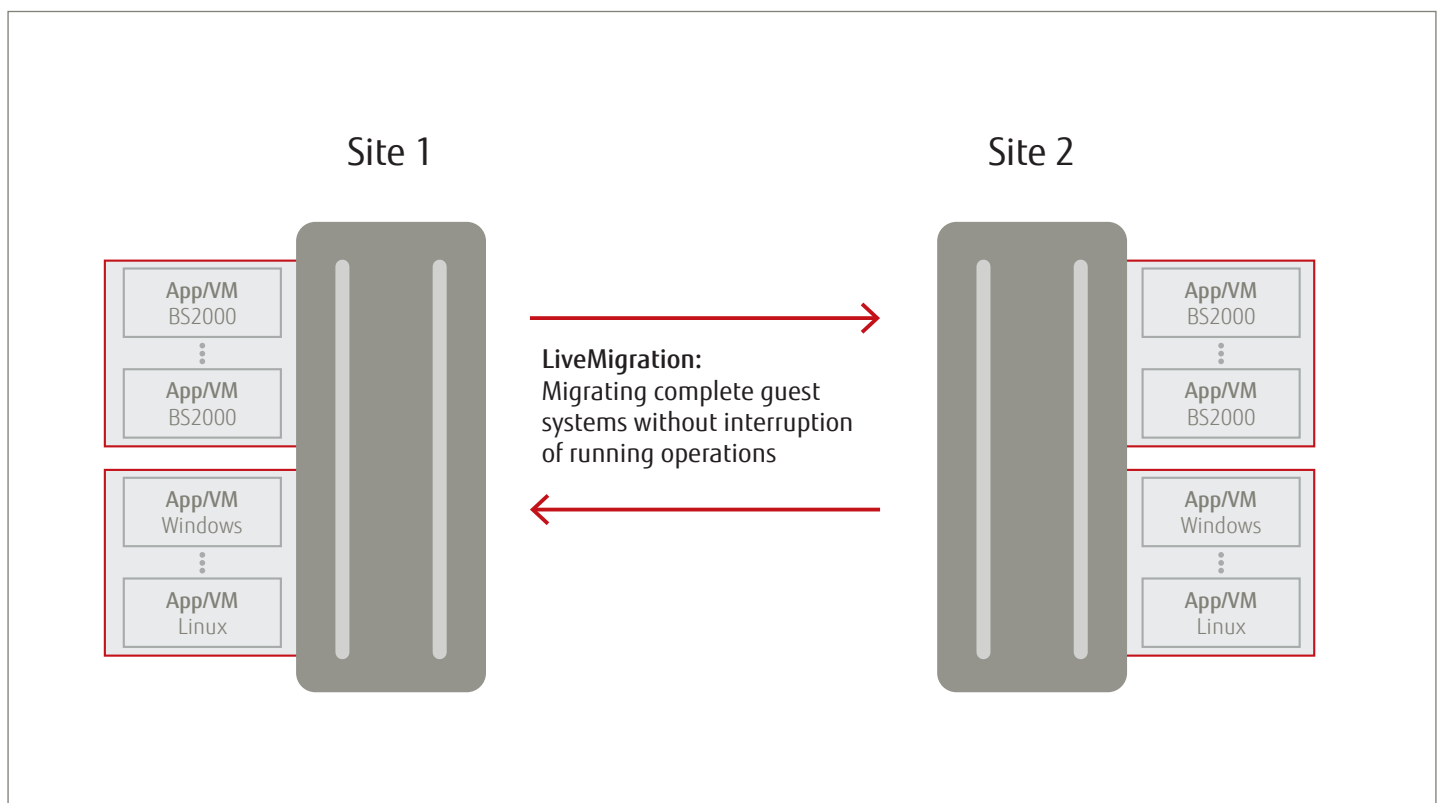 Site 1
Site 2
App/VM
BS2000
App/VM
BS2000
App/VM
Windows
App/VM
Linux
LiveMigration:
Migrating complete guest
systems without interruption
of running operations
App/VM
BS2000
App/VM
BS2000
App/VM
Windows
App/VM
Linux